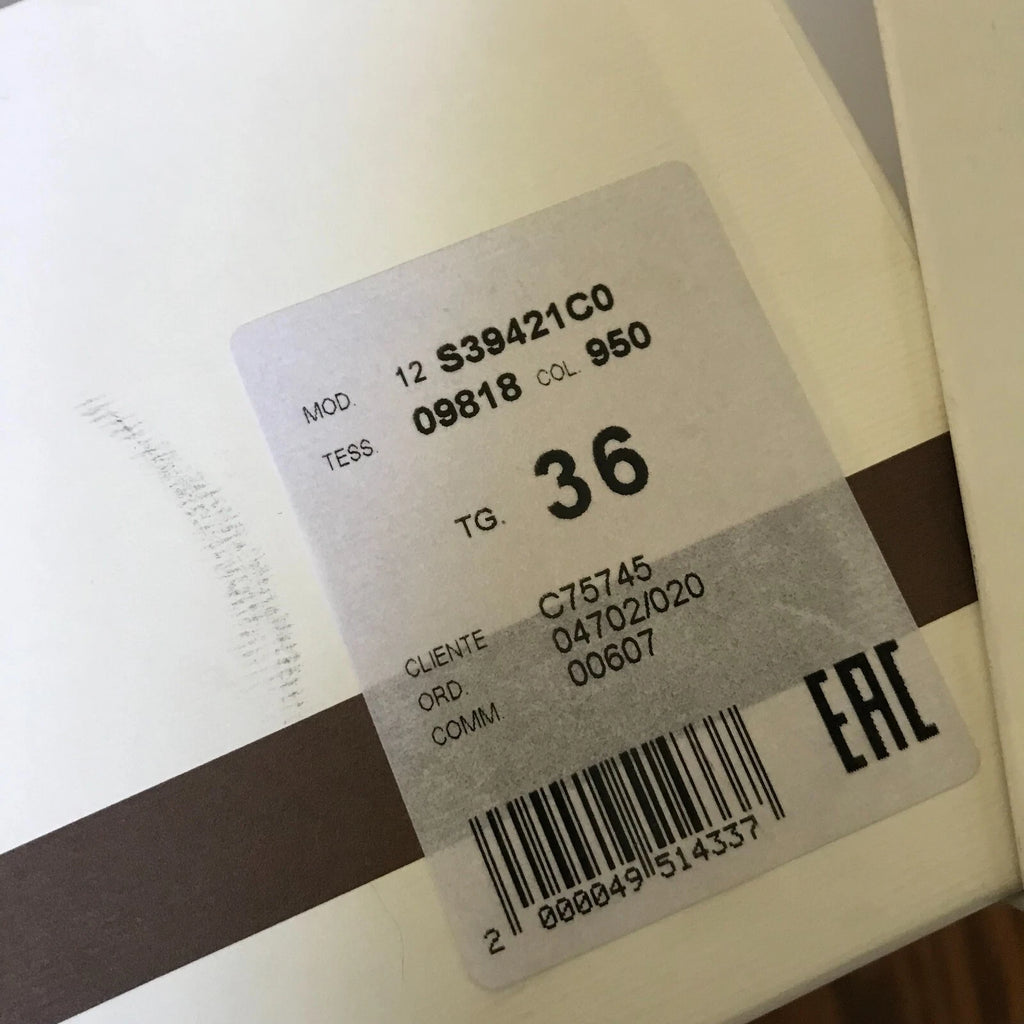 MOD. 12 S39421C0
TESS. 09818 COL. 950
TG. 36
CLIENTE C75745
ORD. 04702/020
COMM. 00607
EAC
2 000049 514337